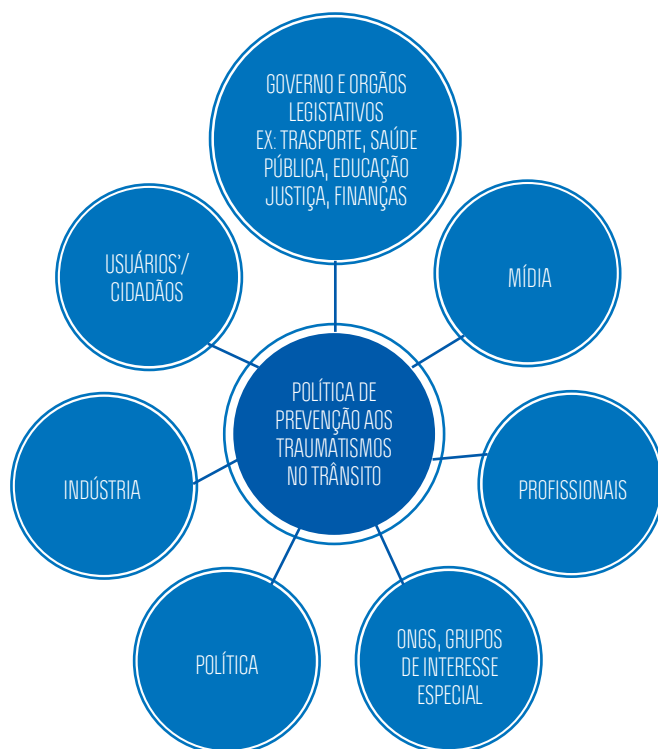 GOVERNO E ORGÃOS
LEGISTATIVOS
EX: TRASPORTE, SAÚDE
PÚBLICA, EDUCAÇÃO
JUSTIÇA, FINANÇAS
USUÁRIOS'/
CIDADÃOS
MÍDIA
POLÍTICA DE
PREVENÇÃO AOS
TRAUMATISMOS
NO TRÂNSITO
INDÚSTRIA
PROFISSIONAIS
POLÍTICA
ONGS, GRUPOS
DE INTERESSE
ESPECIAL